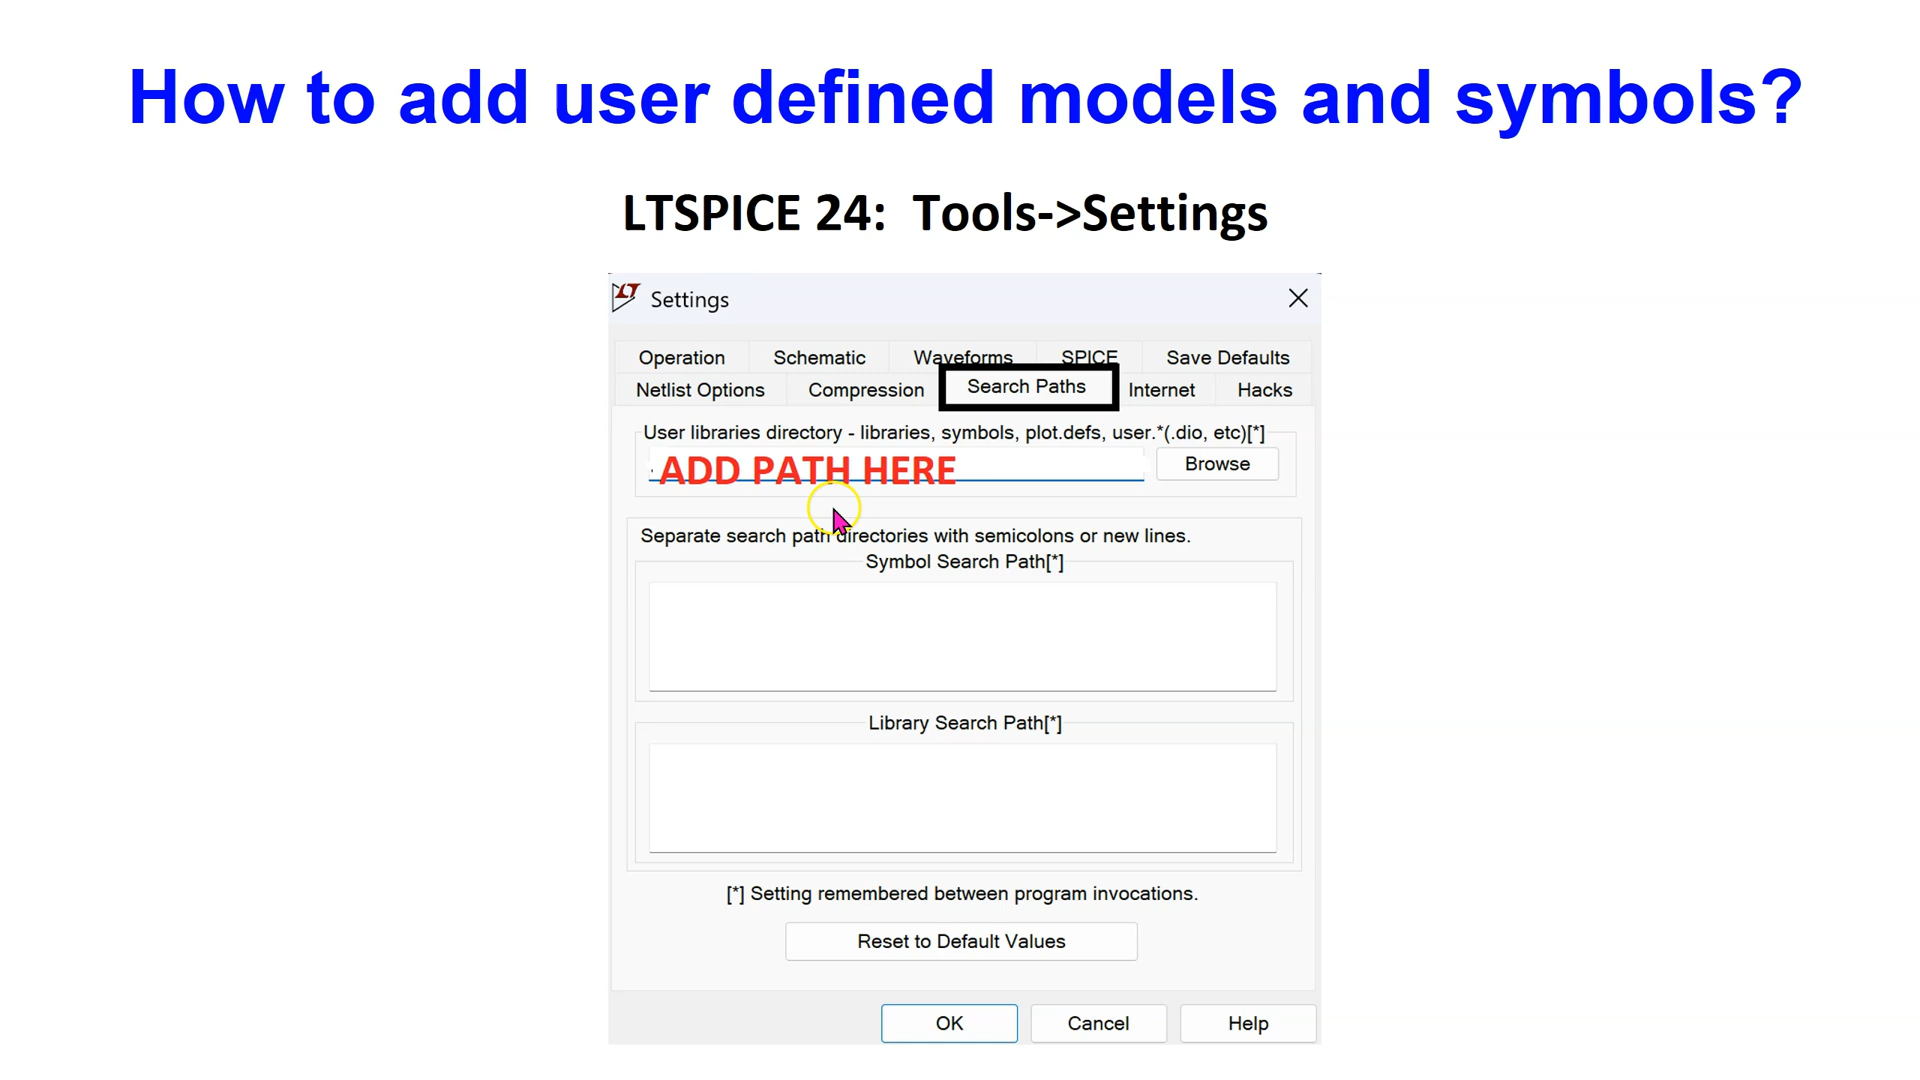 How to add user defined models and symbols?
LTSPICE 24:  Tools->Settings
LT Settings
Operation Schematic Waveforms SPICE Save Defaults
Netlist Options Compression Search Paths Internet Hacks
User libraries directory - libraries, symbols, plot.defs, user.*(.dio, etc)[*]
ADD PATH HERE Browse
Separate search path directories with semicolons or new lines.
Symbol Search Path[*]
Library Search Path[*]
[*] Setting remembered between program invocations.
Reset to Default Values
OK Cancel Help